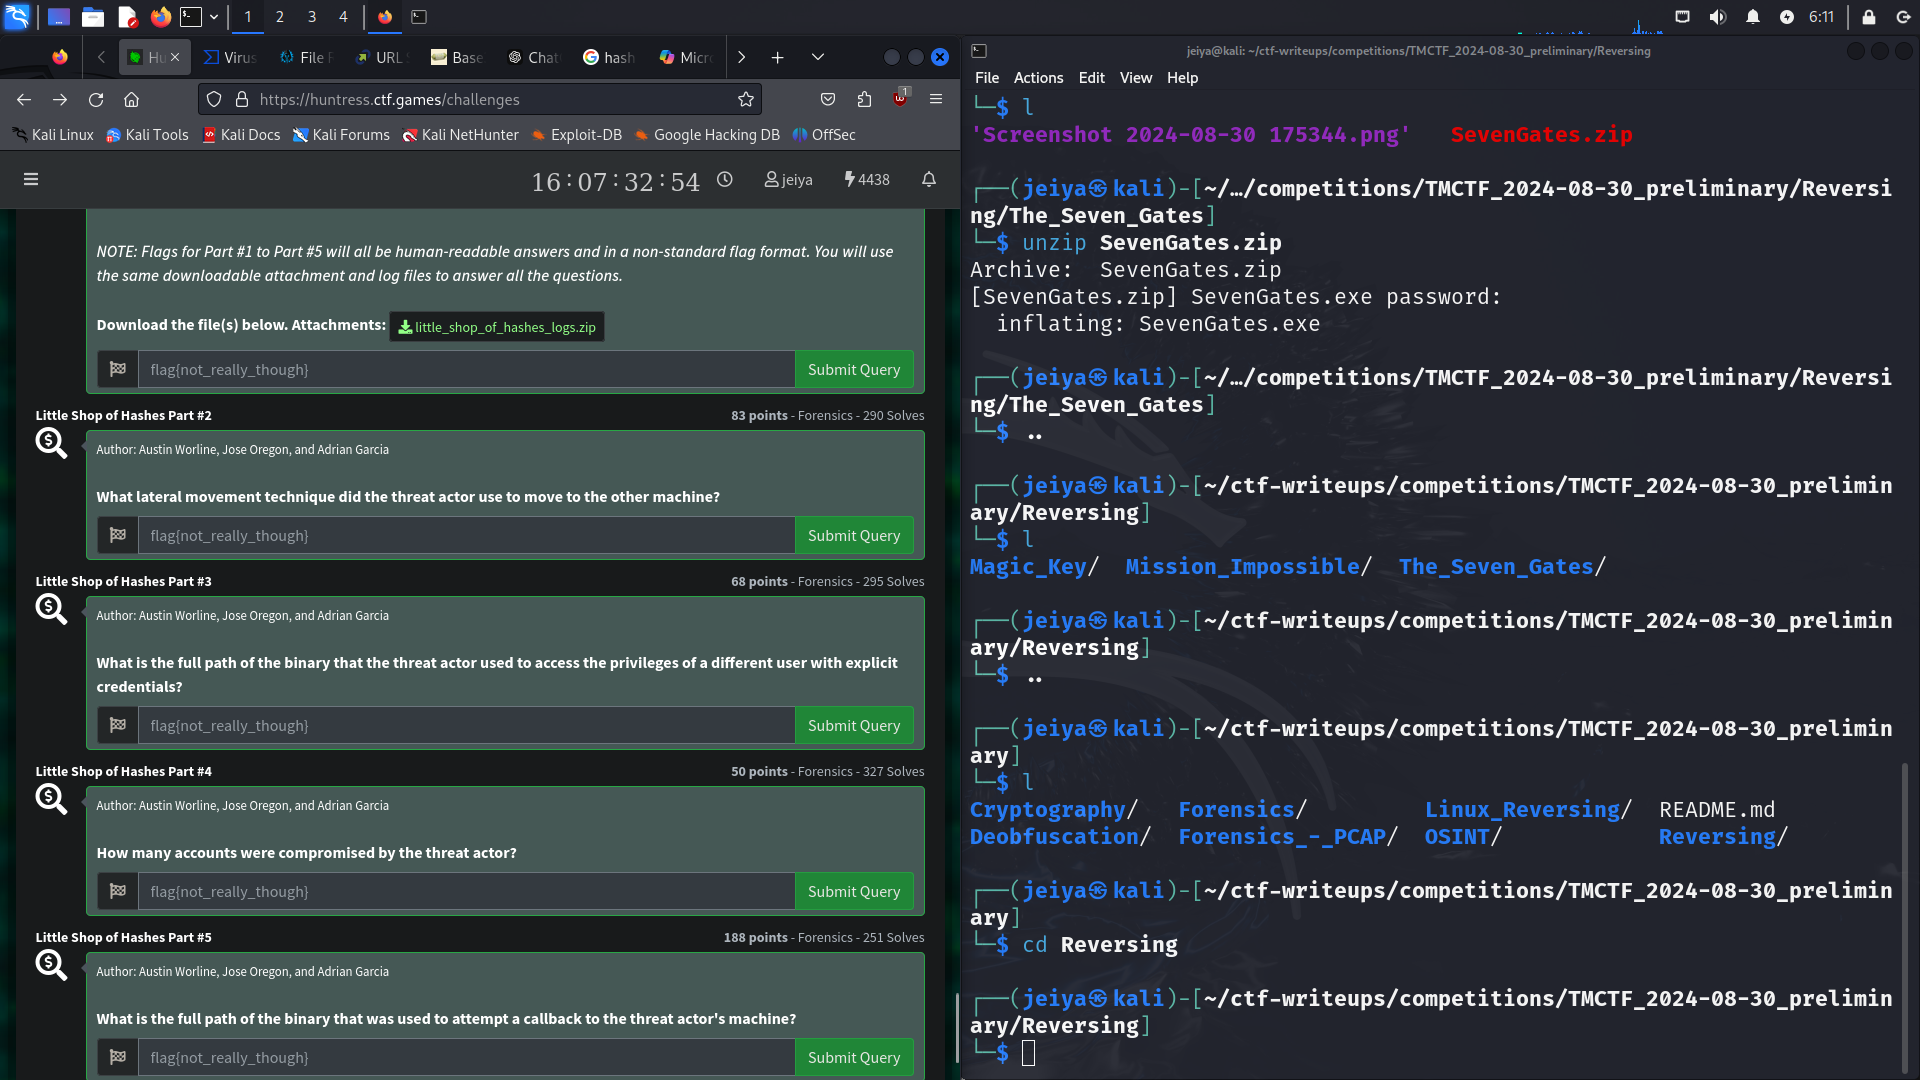 1 2 3 4
6:11
Hu
Virus
File F
URL S
Base
Chat
hash
Micr
https://huntress.ctf.games/challenges
1
Kali Linux Kali Tools Kali Docs Kali Forums Kali NetHunter Exploit-DB Google Hacking DB OffSec
16:07:32:54 jeiya 4438
NOTE: Flags for Part #1 to Part #5 will all be human-readable answers and in a non-standard flag format. You will use
the same downloadable attachment and log files to answer all the questions.
Download the file(s) below. Attachments: little_shop_of_hashes_logs.zip
flag{not_really_though} Submit Query
Little Shop of Hashes Part #2 83 points - Forensics - 290 Solves
Author: Austin Worline, Jose Oregon, and Adrian Garcia
What lateral movement technique did the threat actor use to move to the other machine?
flag{not_really_though} Submit Query
Little Shop of Hashes Part #3 68 points - Forensics - 295 Solves
Author: Austin Worline, Jose Oregon, and Adrian Garcia
What is the full path of the binary that the threat actor used to access the privileges of a different user with explicit
credentials?
flag{not_really_though} Submit Query
Little Shop of Hashes Part #4 50 points - Forensics - 327 Solves
Author: Austin Worline, Jose Oregon, and Adrian Garcia
How many accounts were compromised by the threat actor?
flag{not_really_though} Submit Query
Little Shop of Hashes Part #5 188 points - Forensics - 251 Solves
Author: Austin Worline, Jose Oregon, and Adrian Garcia
What is the full path of the binary that was used to attempt a callback to the threat actor's machine?
flag{not_really_though} Submit Query
jeiya@kali: ~/ctf-writeups/competitions/TMCTF_2024-08-30_preliminary/Reversing
File Actions Edit View Help
└─$ l
'Screenshot 2024-08-30 175344.png' SevenGates.zip
┌──(jeiya㉿kali)-[~/…/competitions/TMCTF_2024-08-30_preliminary/Reversi
ng/The_Seven_Gates]
└─$ unzip SevenGates.zip
Archive:  SevenGates.zip
[SevenGates.zip] SevenGates.exe password:
inflating: SevenGates.exe
┌──(jeiya㉿kali)-[~/…/competitions/TMCTF_2024-08-30_preliminary/Reversi
ng/The_Seven_Gates]
└─$ ..
┌──(jeiya㉿kali)-[~/ctf-writeups/competitions/TMCTF_2024-08-30_prelimin
ary/Reversing]
└─$ l
Magic_Key/ Mission_Impossible/ The_Seven_Gates/
┌──(jeiya㉿kali)-[~/ctf-writeups/competitions/TMCTF_2024-08-30_prelimin
ary/Reversing]
└─$ ..
┌──(jeiya㉿kali)-[~/ctf-writeups/competitions/TMCTF_2024-08-30_prelimin
ary]
└─$ l
Cryptography/ Forensics/ Linux_Reversing/ README.md
Deobfuscation/ Forensics_-_PCAP/ OSINT/ Reversing/
┌──(jeiya㉿kali)-[~/ctf-writeups/competitions/TMCTF_2024-08-30_prelimin
ary]
└─$ cd Reversing
┌──(jeiya㉿kali)-[~/ctf-writeups/competitions/TMCTF_2024-08-30_prelimin
ary/Reversing]
└─$